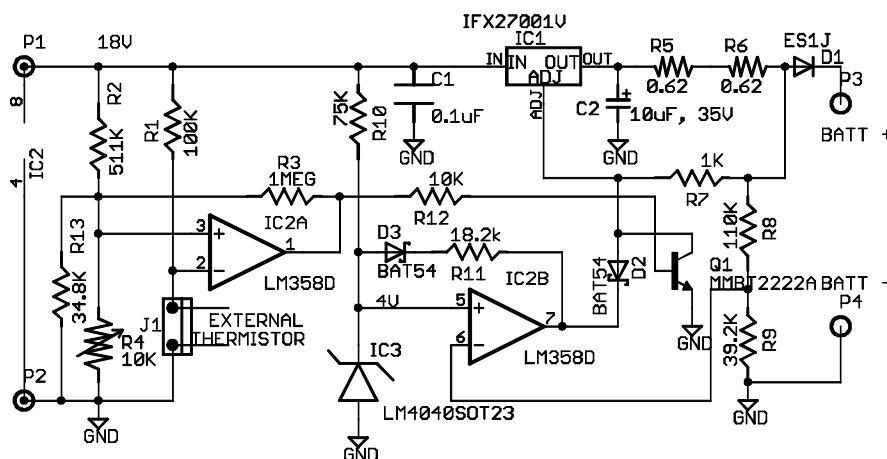 IFX27001V
P1
18V
IC1
IN
IN
OUT
OUT
ADJ
ADJ
R5
0.62
R6
0.62
ES1J
D1
P3
BATT +
8
4
IC2
R2
511K
R1
100K
75K
R10
C1
0.1uF
GND
C2
+
10uF, 35V
GND
R3
1MEG
10K
R12
1K
R7
R13
34.8K
IC2A
3
+
2
-
1
LM358D
D3
BAT54
18.2k
R11
IC2B
D2
BAT54
110K
R8
Q1
MMBT2222A
BATT -
P4
J1
EXTERNAL
THERMISTOR
4V
5
+
6
-
7
LM358D
GND
39.2K
R9
R4
10K
IC3
LM4040SOT23
P2
GND
GND
GND